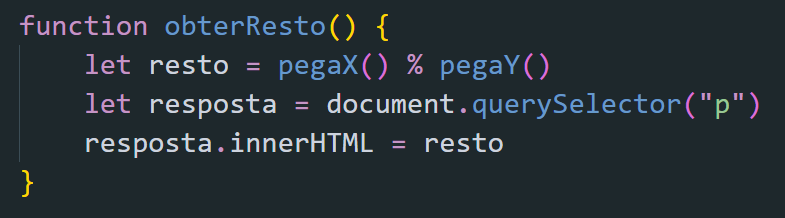 function obterResto() {
    let resto = pegaX() % pegaY()
    let resposta = document.querySelector("p")
    resposta.innerHTML = resto
}